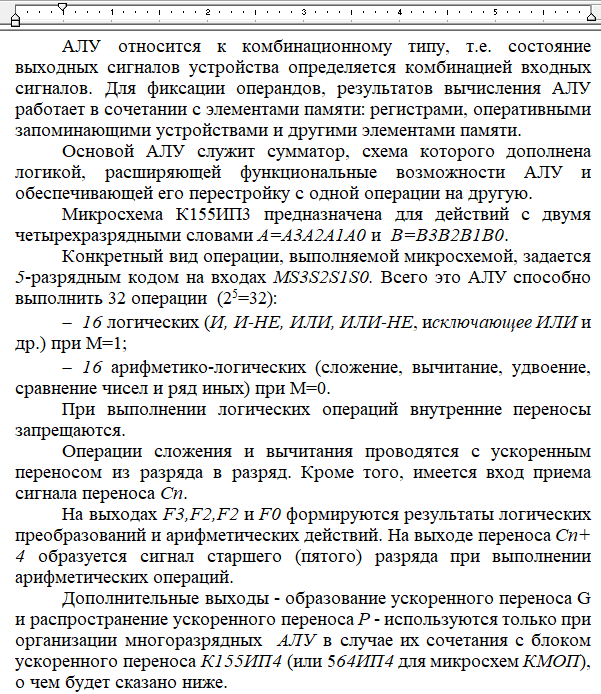 1 2 3 4 5
АЛУ относится к комбинационному типу, т.е. состояние
выходных сигналов устройства определяется комбинацией входных
сигналов. Для фиксации операндов, результатов вычисления АЛУ
работает в сочетании с элементами памяти: регистрами, оперативными
запоминающими устройствами и другими элементами памяти.
Основой АЛУ служит сумматор, схема которого дополнена
логикой, расширяющей функциональные возможности АЛУ и
обеспечивающей его перестройку с одной операции на другую.
Микросхема К155ИП3 предназначена для действий с двумя
четырехразрядными словами A=A3A2A1A0 и B=B3B2B1B0.
Конкретный вид операции, выполняемой микросхемой, задается
5-разрядным кодом на входах MS3S2S1S0. Всего это АЛУ способно
выполнить 32 операции (2⁵=32):
– 16 логических (И, И-НЕ, ИЛИ, ИЛИ-НЕ, исключающее ИЛИ и
др.) при M=1;
– 16 арифметико-логических (сложение, вычитание, удвоение,
сравнение чисел и ряд иных) при M=0.
При выполнении логических операций внутренние переносы
запрещаются.
Операции сложения и вычитания проводятся с ускоренным
переносом из разряда в разряд. Кроме того, имеется вход приема
сигнала переноса Cn.
На выходах F3,F2,F2 и F0 формируются результаты логических
преобразований и арифметических действий. На выходе переноса Cn+
4 образуется сигнал старшего (пятого) разряда при выполнении
арифметических операций.
Дополнительные выходы - образование ускоренного переноса G
и распространение ускоренного переноса P - используются только при
организации многоразрядных АЛУ в случае их сочетания с блоком
ускоренного переноса К155ИП4 (или 564ИП4 для микросхем КМОП),
о чем будет сказано ниже.